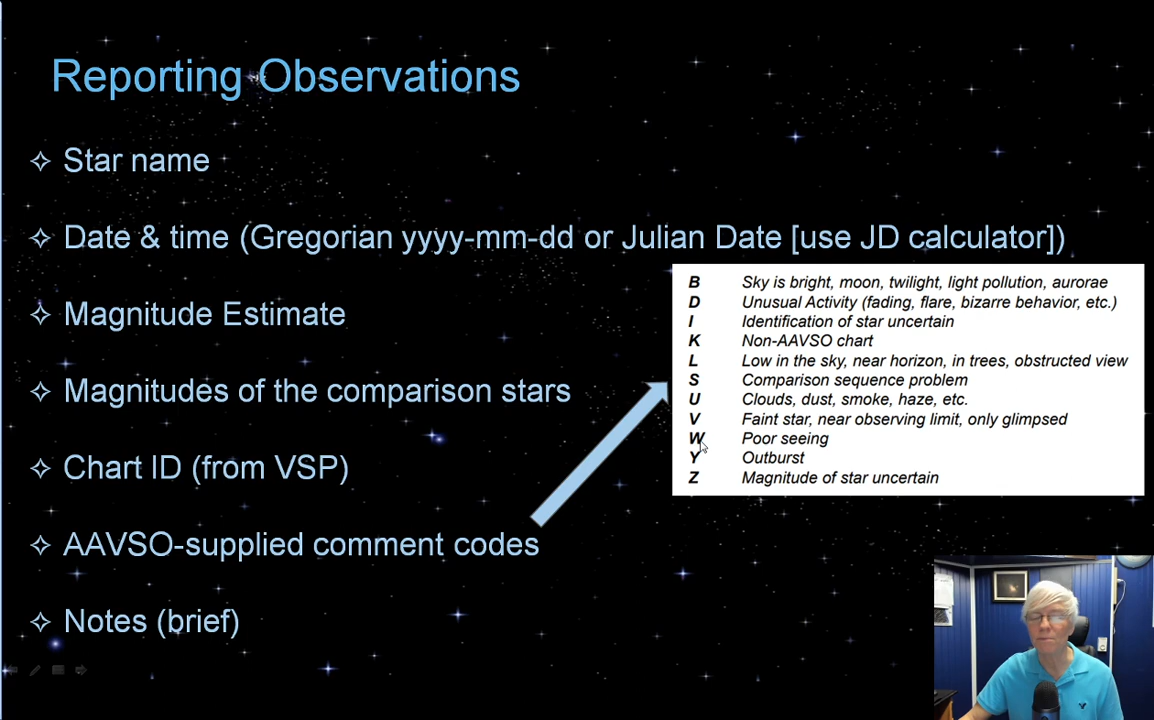 Reporting Observations
Star name
Date & time (Gregorian yyyy-mm-dd or Julian Date [use JD calculator])
Magnitude Estimate
Magnitudes of the comparison stars
Chart ID (from VSP)
AAVSO-supplied comment codes
Notes (brief)
B Sky is bright, moon, twilight, light pollution, aurorae
D Unusual Activity (fading, flare, bizarre behavior, etc.)
I Identification of star uncertain
K Non-AAVSO chart
L Low in the sky, near horizon, in trees, obstructed view
S Comparison sequence problem
U Clouds, dust, smoke, haze, etc.
V Faint star, near observing limit, only glimpsed
W Poor seeing
Y Outburst
Z Magnitude of star uncertain